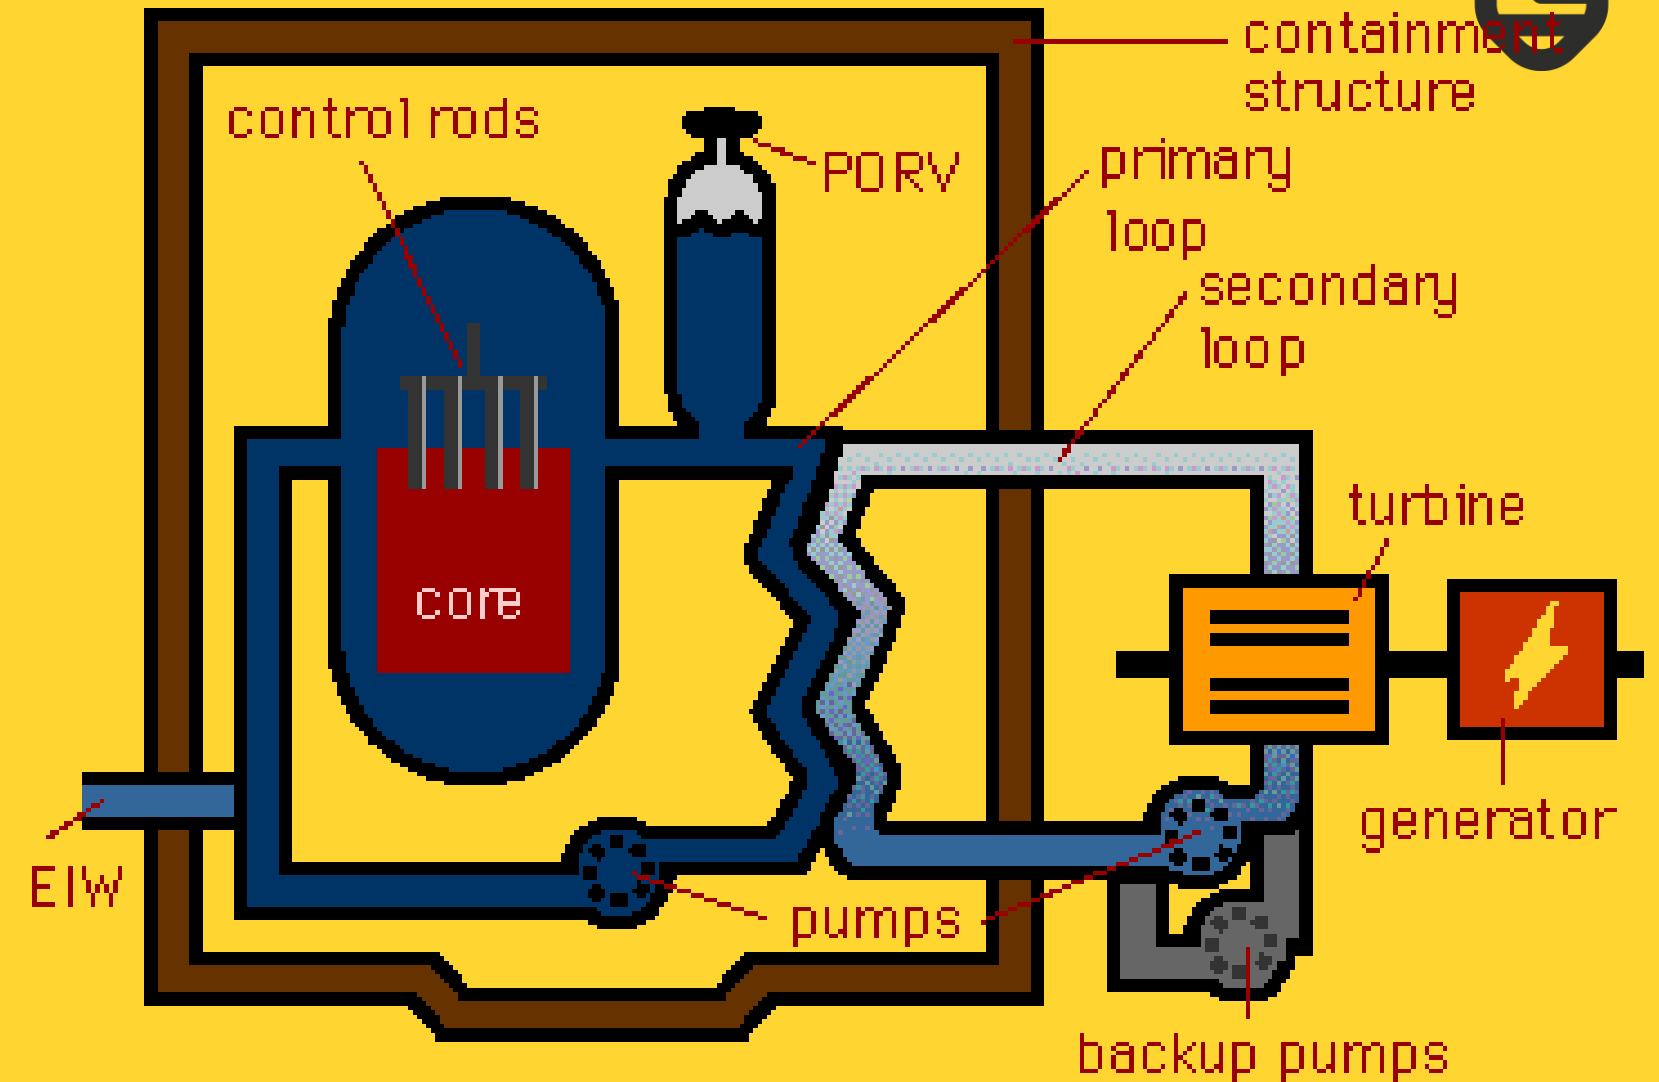 containment
structure
control rods
PORV
primary
loop
secondary
loop
turbine
core
generator
EIW
pumps
backup pumps